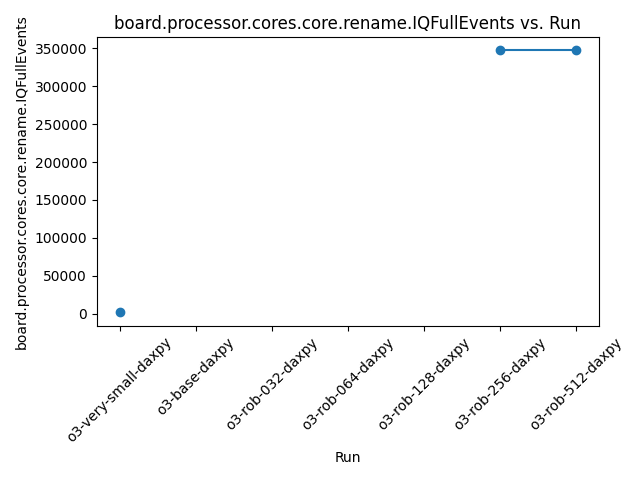 board.processor.cores.core.rename.IQFullEvents vs. Run
board.processor.cores.core.rename.IQFullEvents
350000
300000
250000
200000
150000
100000
50000
0
o3-very-small-daxpy
o3-base-daxpy
o3-rob-032-daxpy
o3-rob-064-daxpy
o3-rob-128-daxpy
o3-rob-256-daxpy
o3-rob-512-daxpy
Run